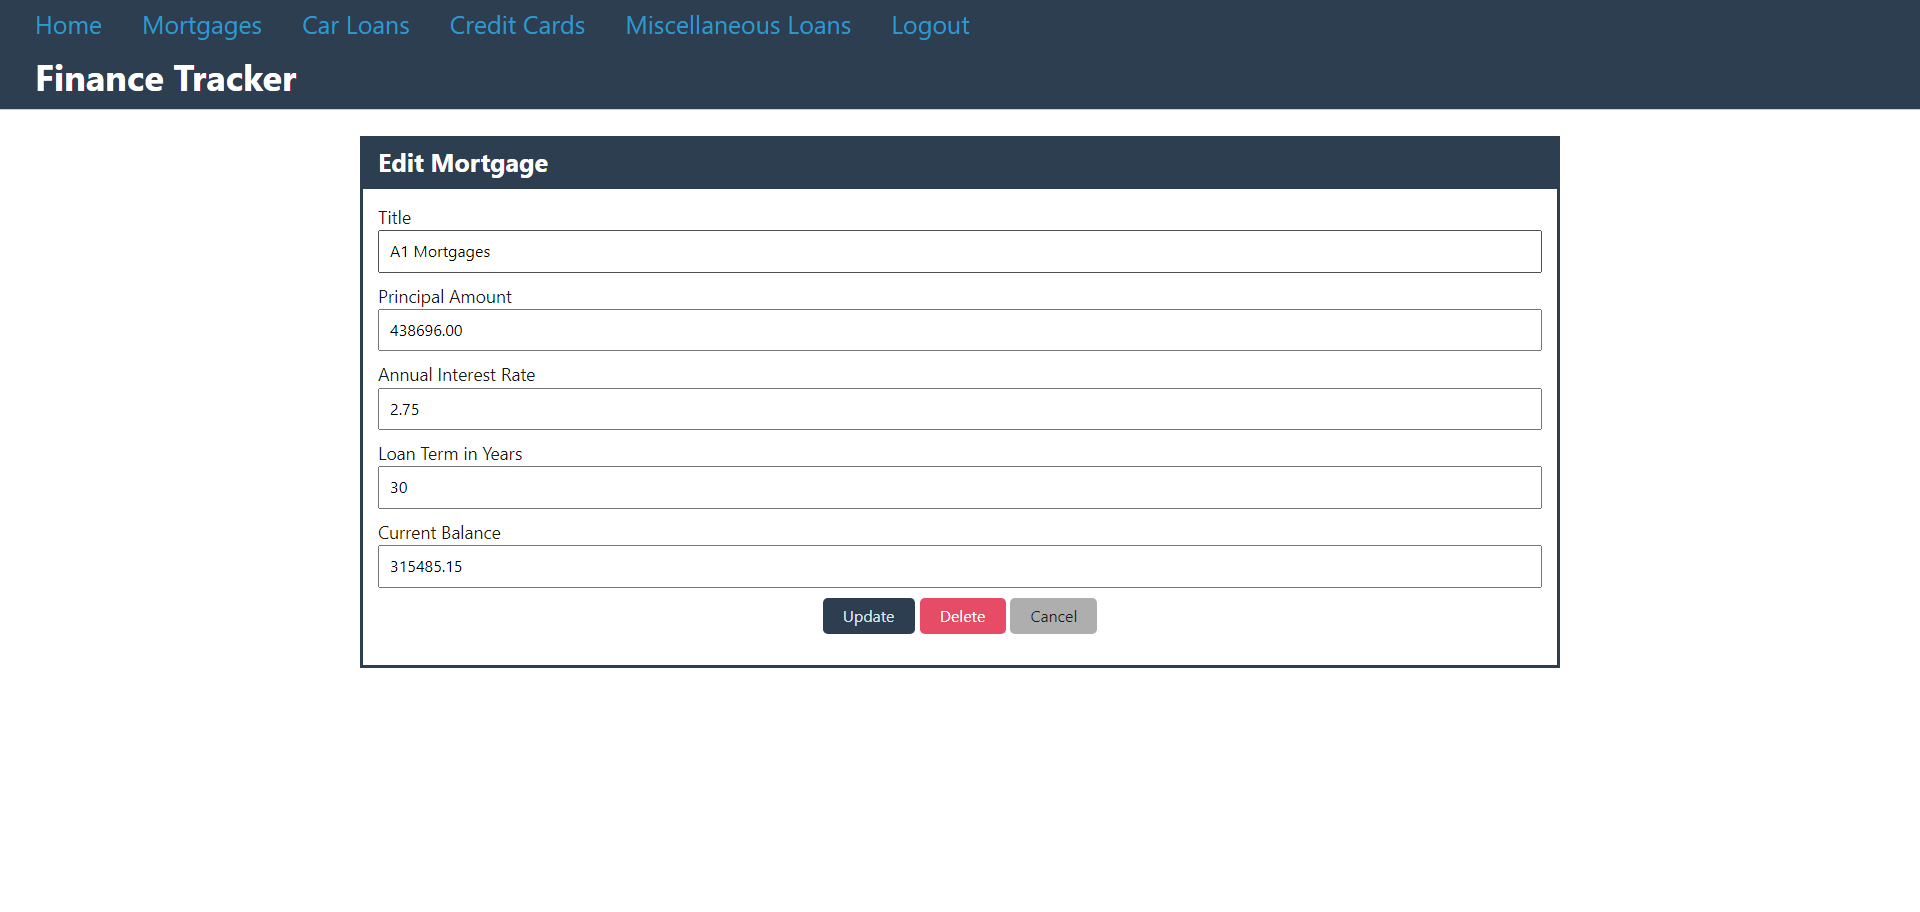 Home Mortgages Car Loans Credit Cards Miscellaneous Loans Logout
Finance Tracker
Edit Mortgage
Title
A1 Mortgages
Principal Amount
438696.00
Annual Interest Rate
2.75
Loan Term in Years
30
Current Balance
315485.15
Update Delete Cancel